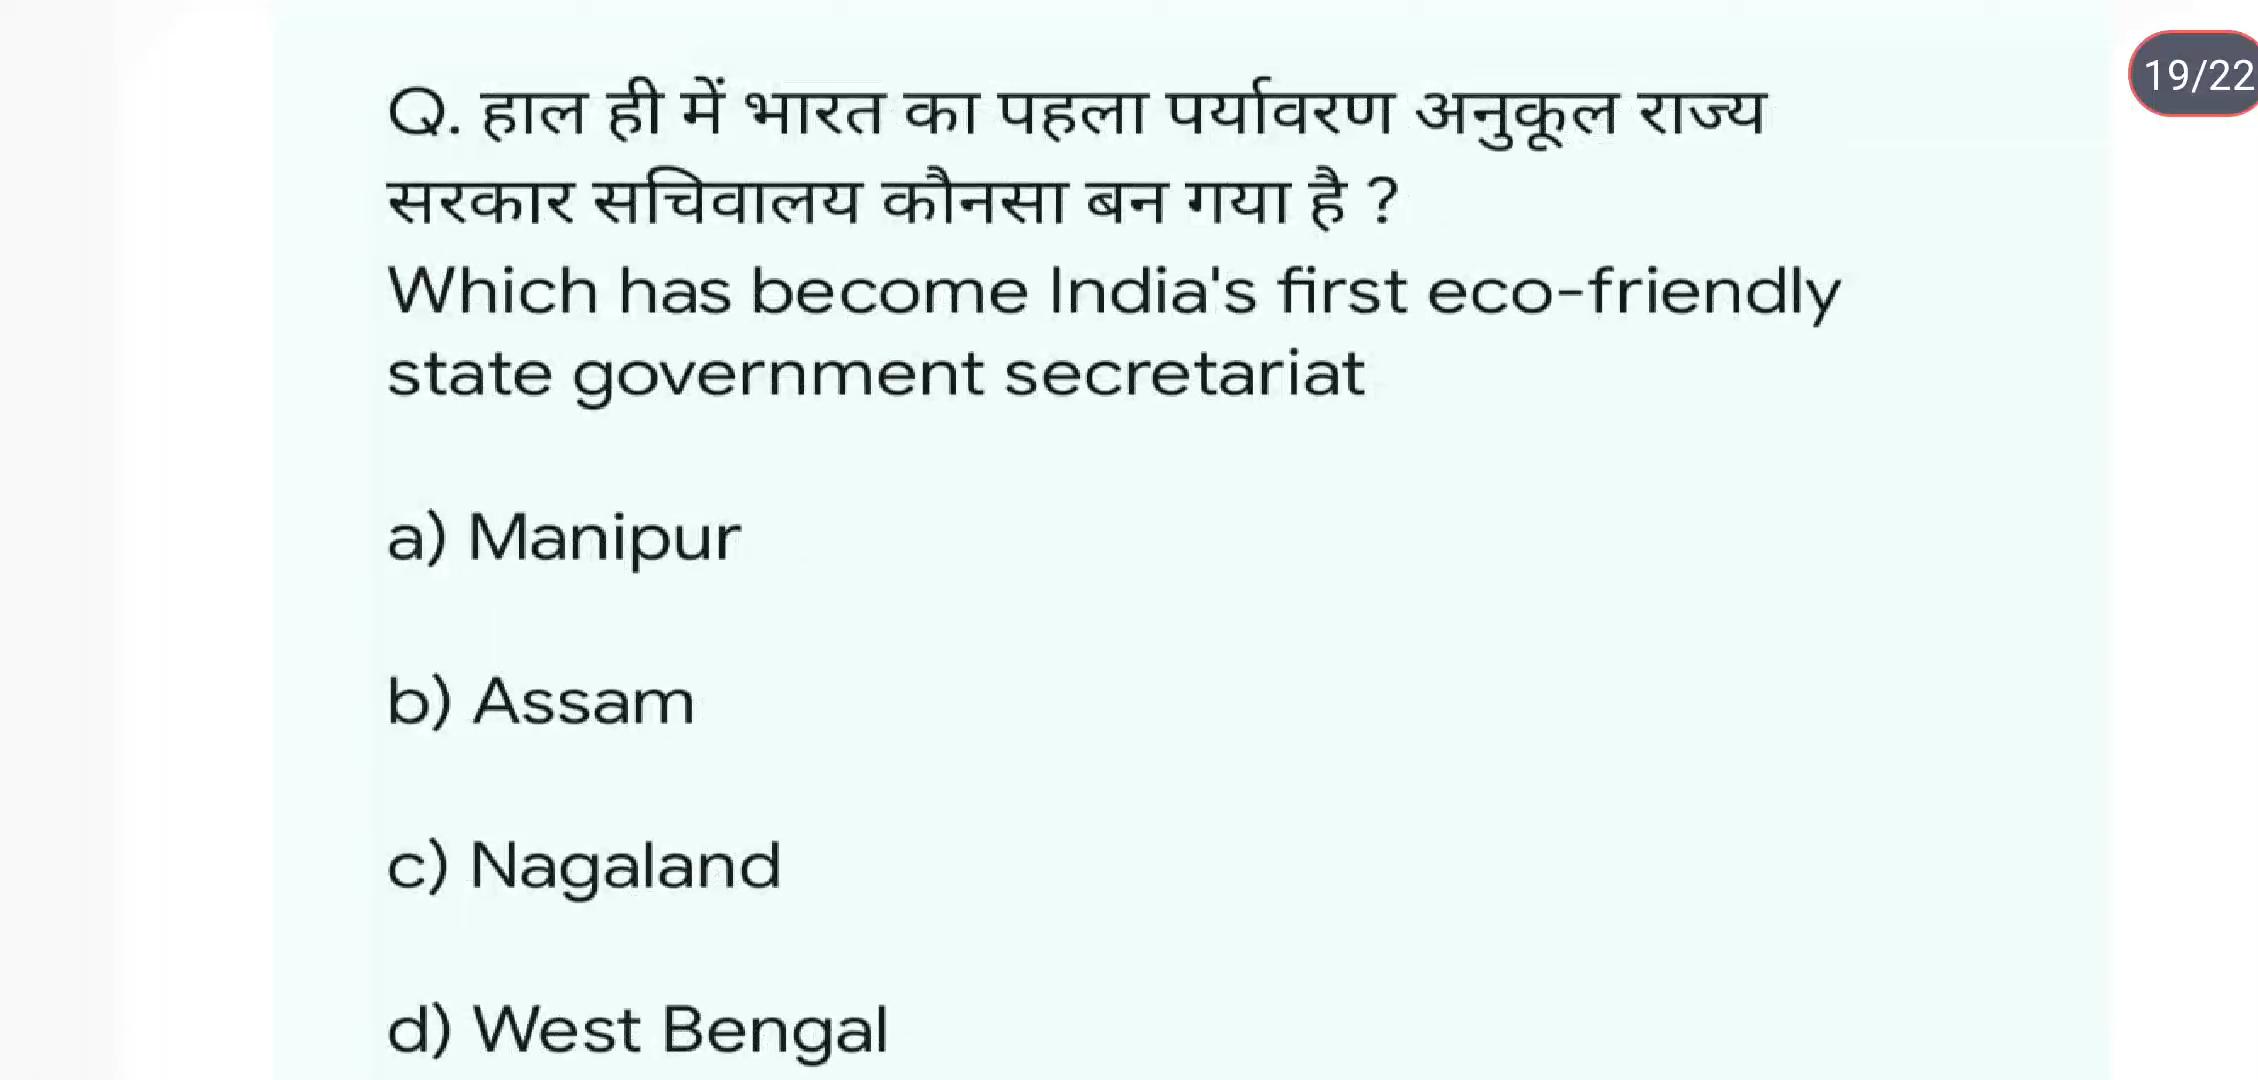 19/22
Q. हाल ही में भारत का पहला पर्यावरण अनुकूल राज्य
सरकार सचिवालय कौनसा बन गया है ?
Which has become India's first eco-friendly
state government secretariat
a) Manipur
b) Assam
c) Nagaland
d) West Bengal